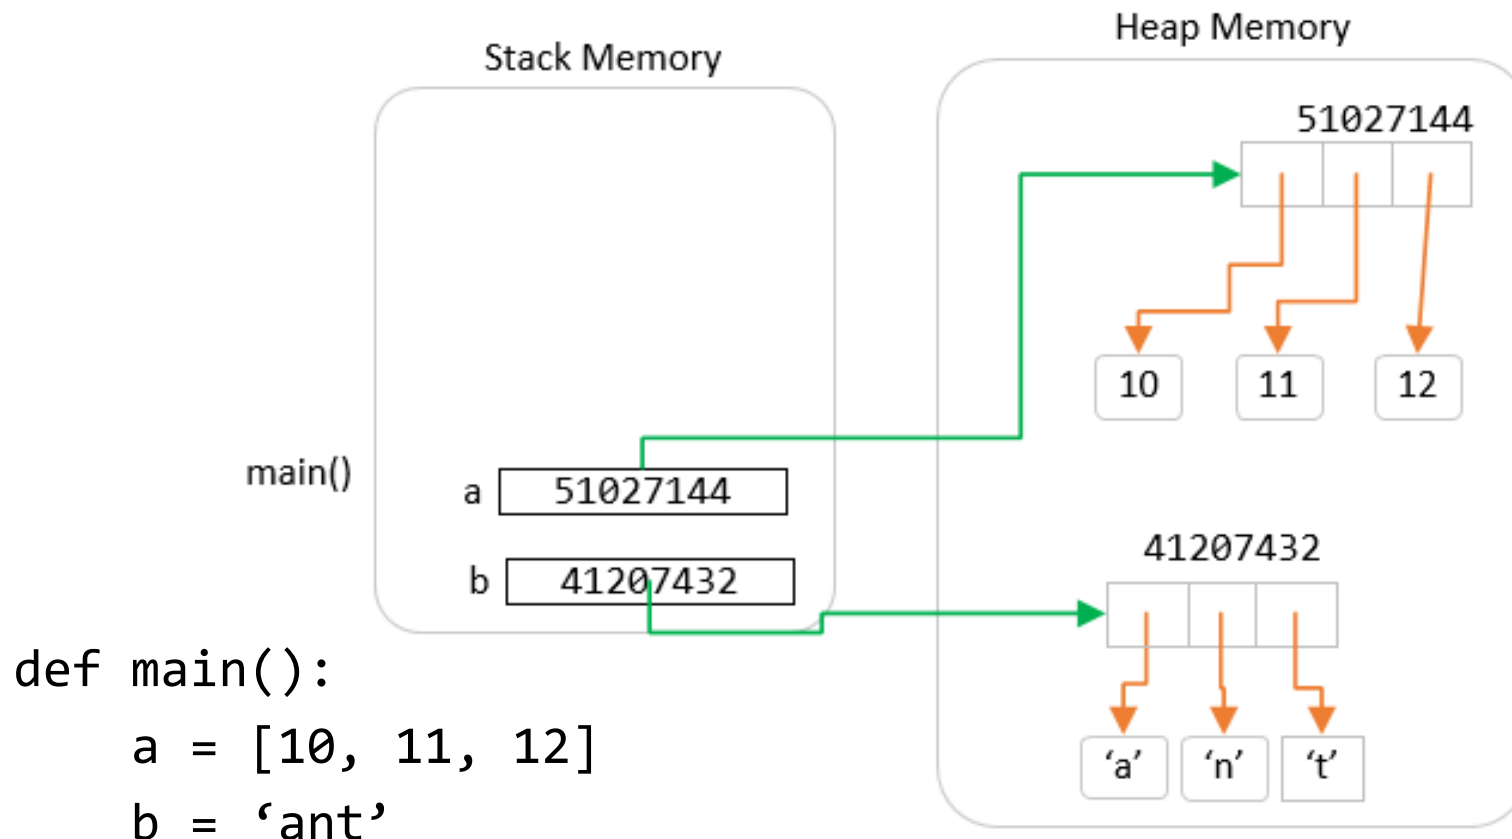 Stack Memory
Heap Memory
51027144
10 11 12
main()
a 51027144
b 41207432
41207432
‘a’ ‘n’ ‘t’
def main():
a = [10, 11, 12]
b = ‘ant’